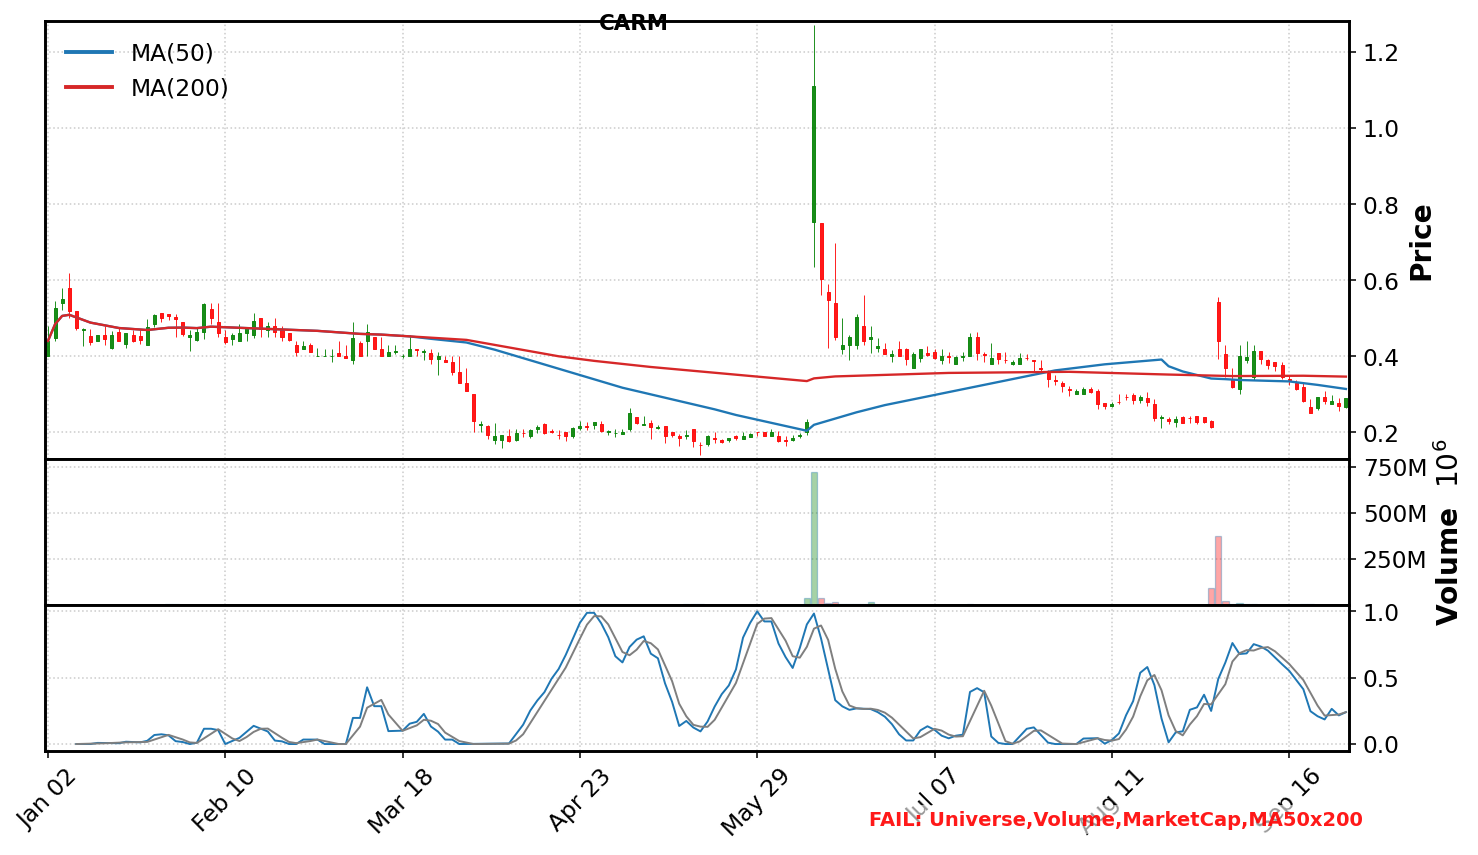 CARM
MA(50)
MA(200)
1.2
1.0
0.8
0.6
0.4
0.2
Price
10^6
750M
500M
250M
Volume
1.0
0.5
0.0
Jan 02
Feb 10
Mar 18
Apr 23
May 29
Jul 07
Aug 11
Sep 16
FAIL: Universe,Volume,MarketCap,MA50x200